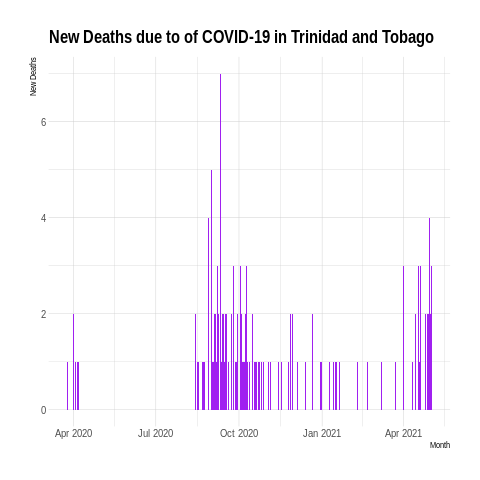 New Deaths due to of COVID-19 in Trinidad and Tobago
New Deaths
6
4
2
0
Apr 2020 Jul 2020 Oct 2020 Jan 2021 Apr 2021
Month